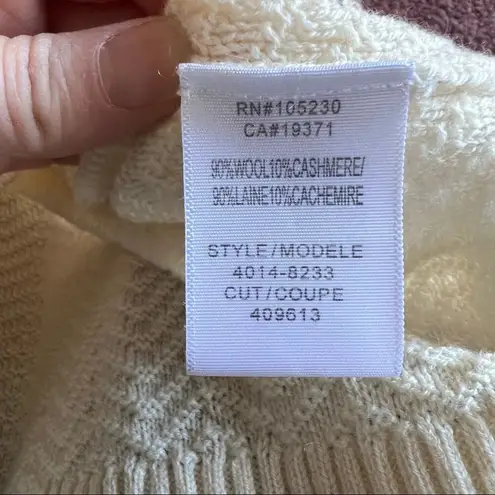 RN#105230
CA#19371
90%WOOL10%CASHMERE/
90%LAINE10%CACHEMIRE
STYLE/MODELE
4014-8233
CUT/COUPE
409613